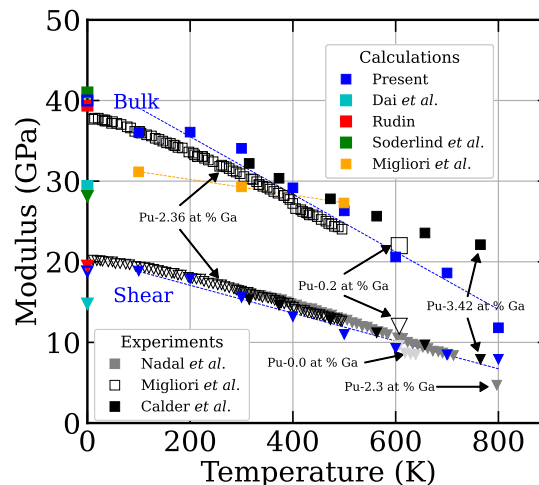 50
40
30
20
10
0
Modulus (GPa)
Calculations
Present
Dai et al.
Rudin
Soderlind et al.
Migliori et al.
Bulk
Pu-2.36 at % Ga
Pu-0.2 at % Ga
Shear
Pu-3.42 at % Ga
Experiments
Nadal et al.
Migliori et al.
Calder et al.
Pu-0.0 at % Ga
Pu-2.3 at % Ga
0 200 400 600 800
Temperature (K)